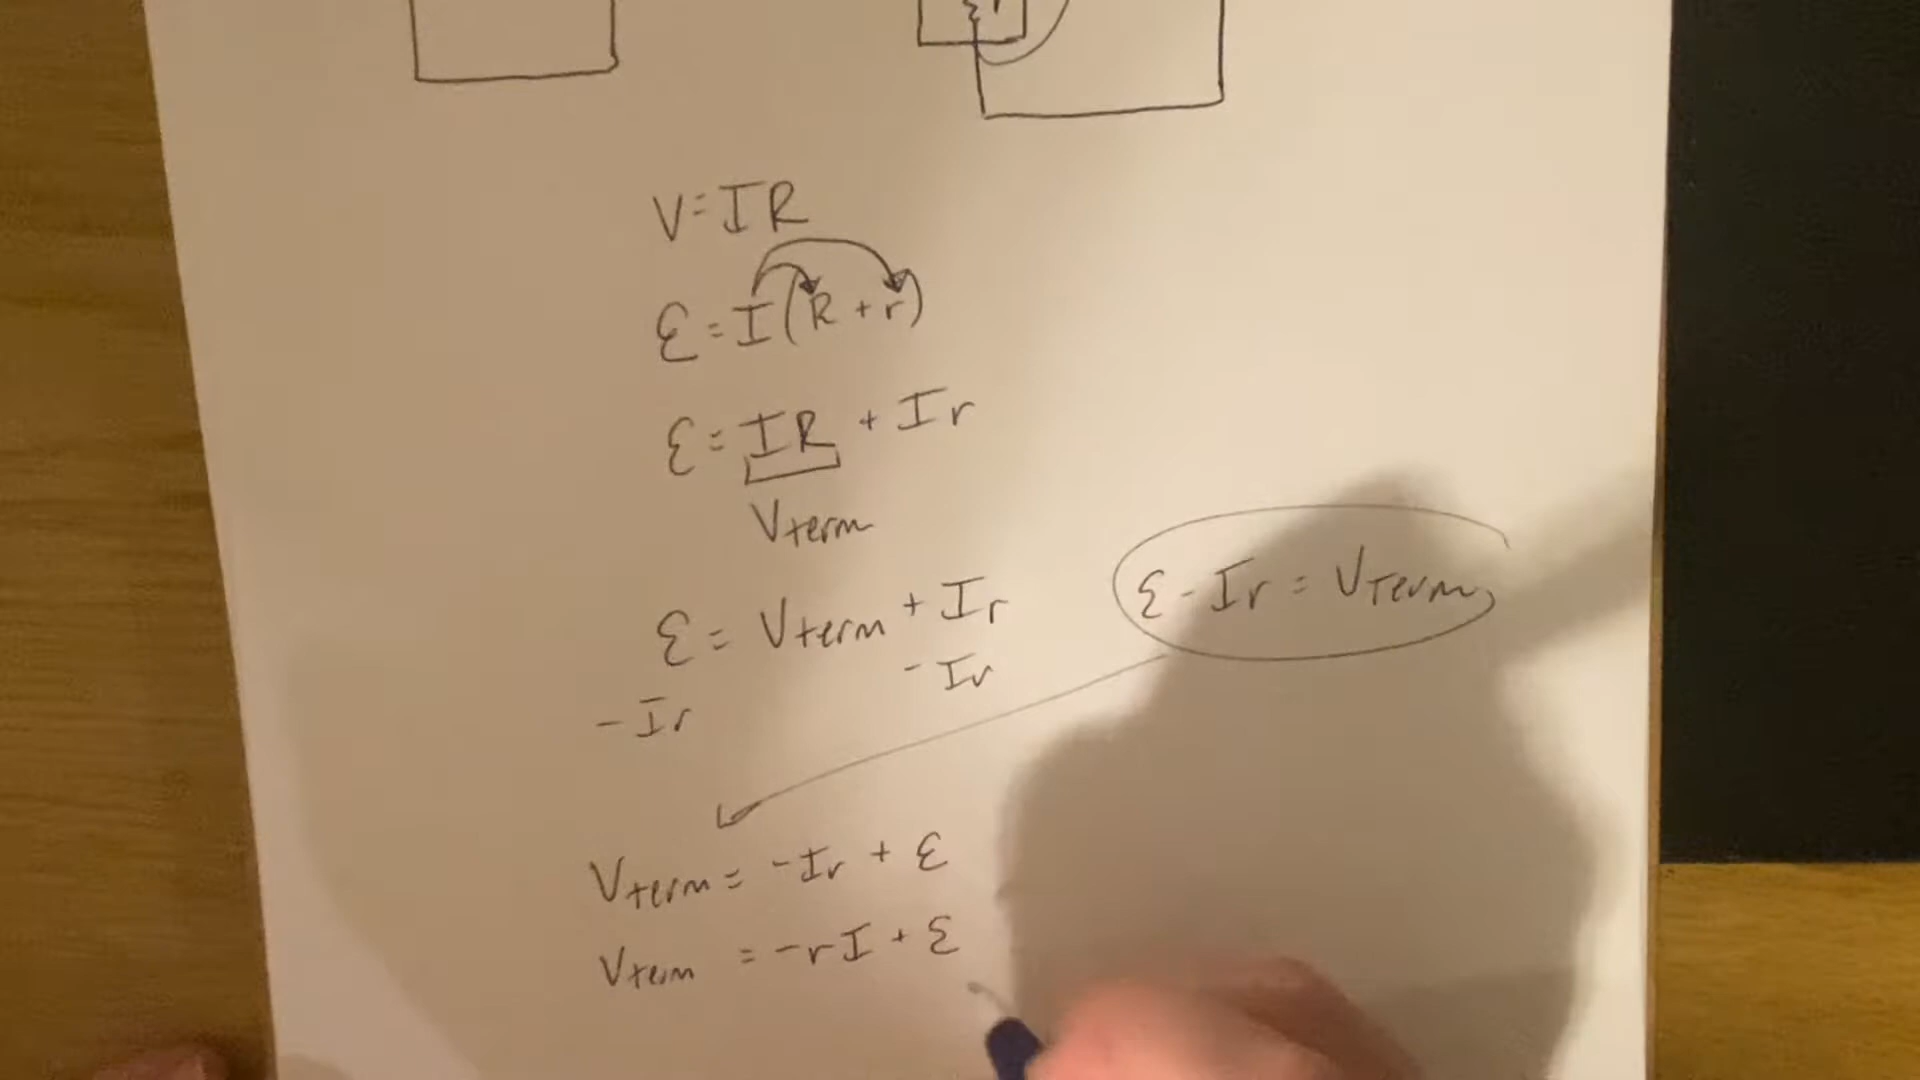 r
V = IR
ε = I(R + r)
ε = IR + Ir
Vterm
ε = Vterm + Ir
- Ir
- Ir
ε - Ir = VTerm
Vterm = -Ir + ε
Vterm = -rI + ε